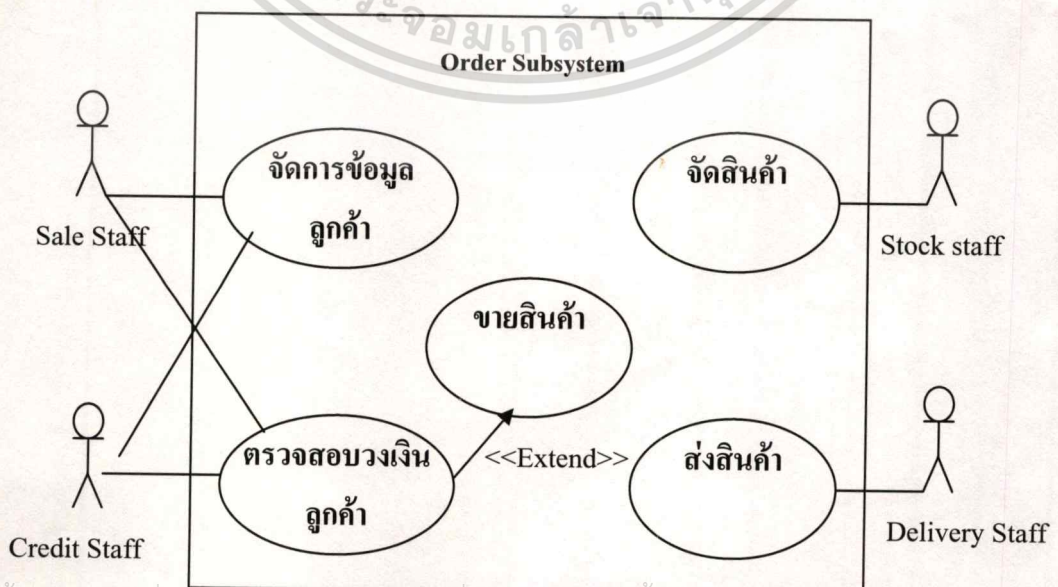 Order Subsystem
จัดการข้อมูล
ลูกค้า
จัดสินค้า
Sale Staff
Stock staff
ขายสินค้า
ตรวจสอบวงเงิน
ลูกค้า
<<Extend>>
ส่งสินค้า
Credit Staff
Delivery Staff